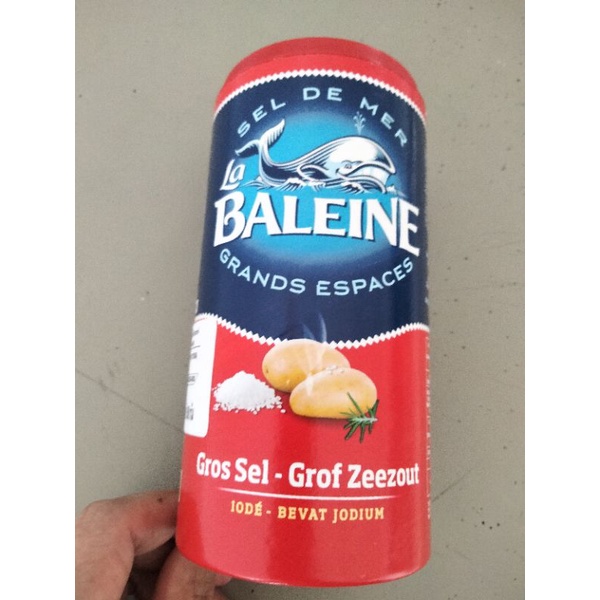 SEL DE MER
La
BALEINE
GRANDS ESPACES
Gros Sel - Grof Zeezout
IODÉ - BEVAT JODIUM